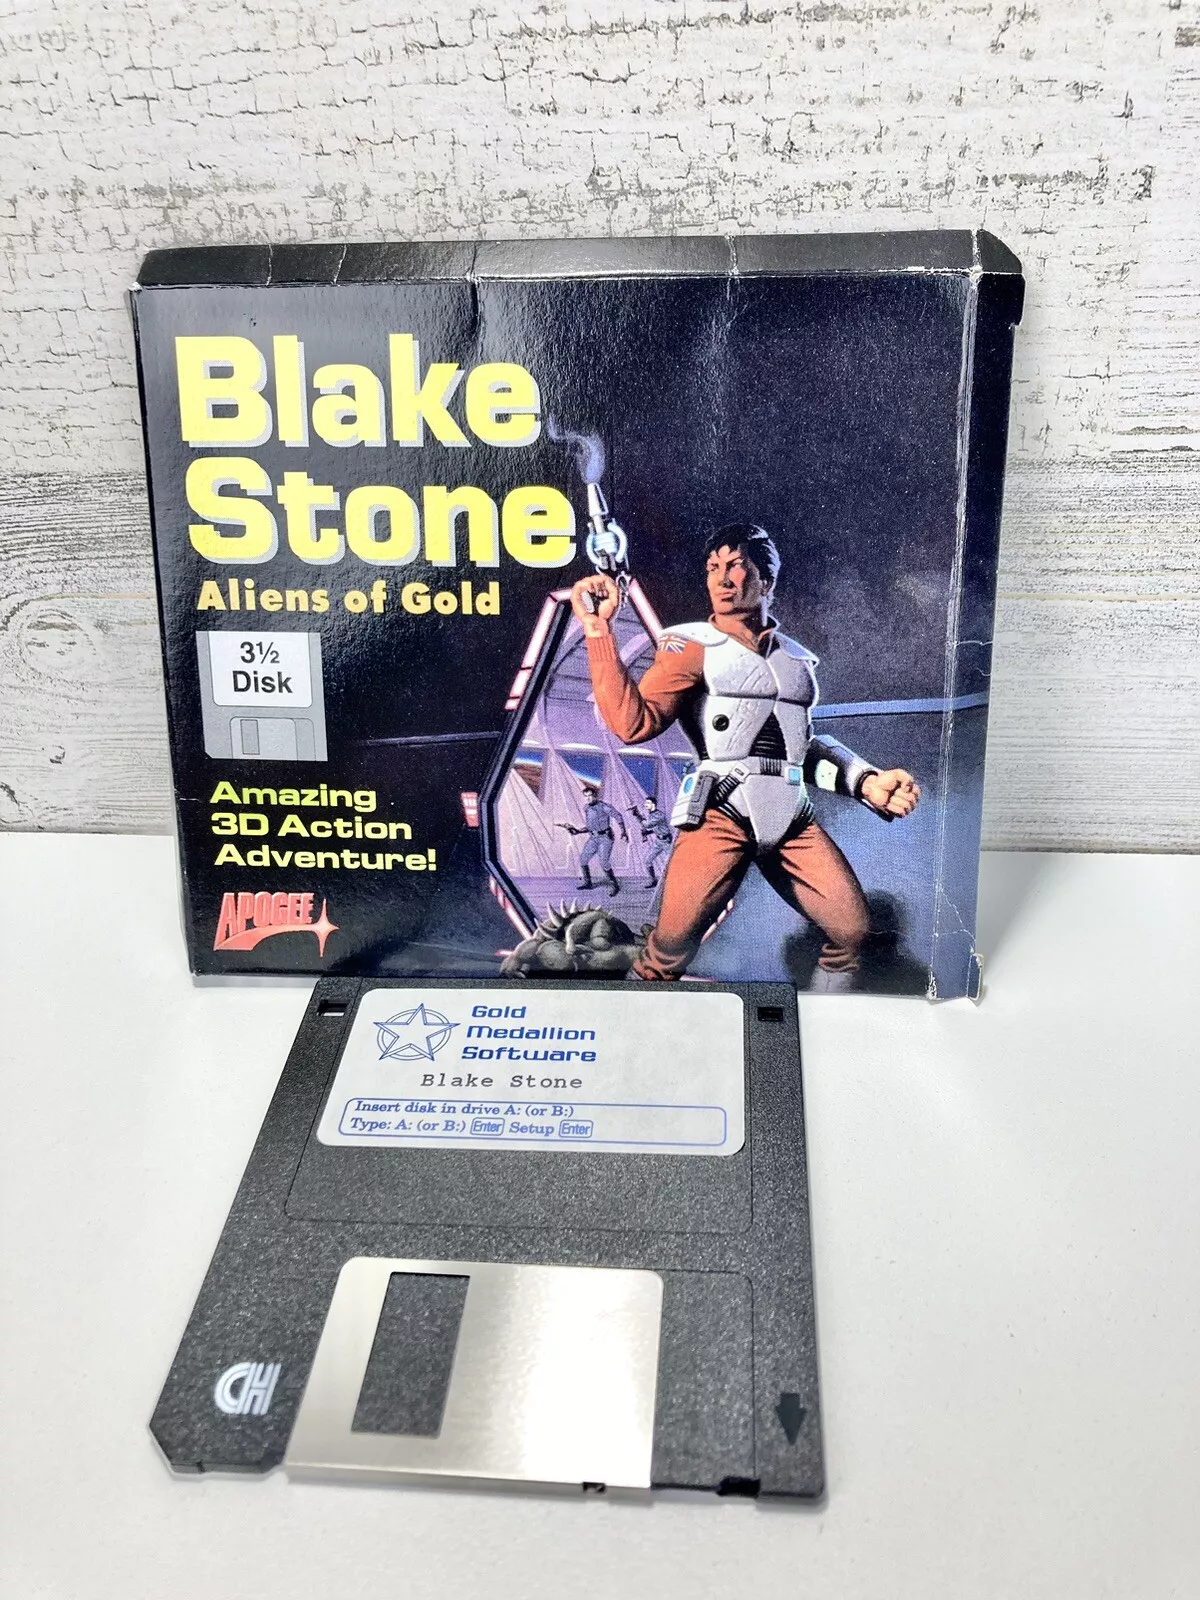 Blake
Stone
Aliens of Gold
3½
Disk
Amazing
3D Action
Adventure!
APOGEE
Gold
Medallion
Software
Blake Stone
Insert disk in drive A: (or B:)
Type: A: (or B:) Enter Setup Enter